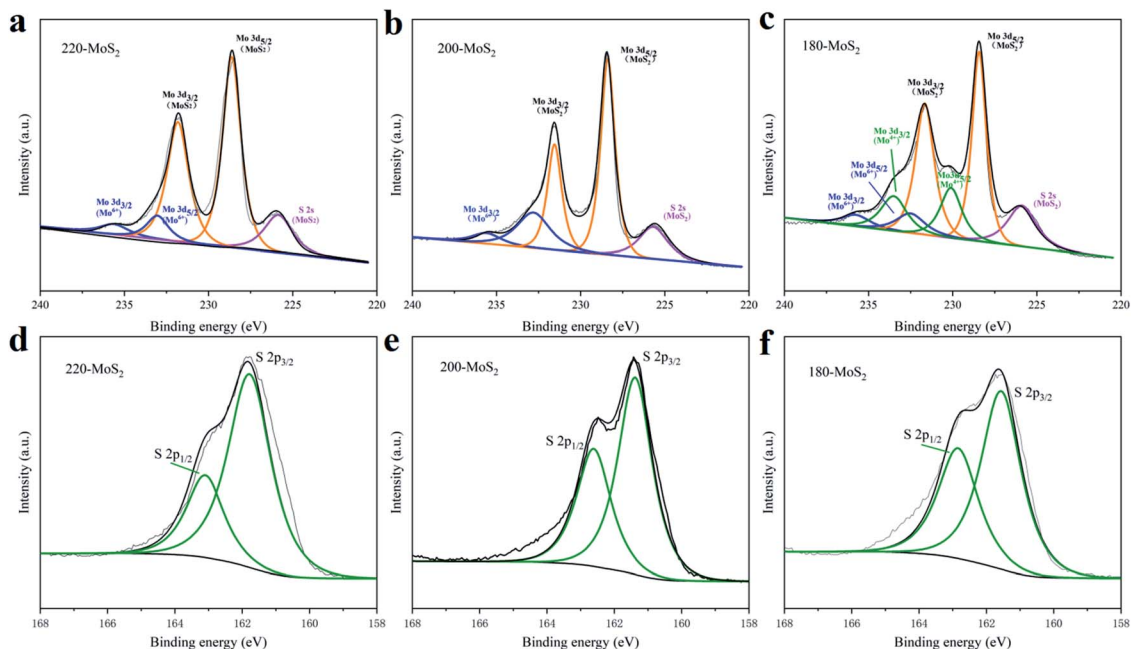 a
220-MoS2
Mo 3d5/2
(MoS2)
Mo 3d3/2
(MoS2)
Mo 3d3/2
(Mo6+)
Mo 3d5/2
(Mo6+)
S 2s
(MoS2)
Intensity (a.u.)
240 235 230 225 220
Binding energy (eV)
b
200-MoS2
Mo 3d5/2
(MoS2)
Mo 3d3/2
(MoS2)
Mo 3d3/2
(Mo6+)
S 2s
(MoS2)
Intensity (a.u.)
240 235 230 225 220
Binding energy (eV)
c
180-MoS2
Mo 3d5/2
(MoS2)
Mo 3d3/2
(MoS2)
Mo 3d3/2
(Mo4+)
Mo 3d5/2
(Mo6+)
Mo3d5/2
(Mo4+)
Mo 3d3/2
(Mo6+)
S 2s
(MoS2)
Intensity (a.u.)
240 235 230 225 220
Binding energy (eV)
d
220-MoS2
S 2p3/2
S 2p1/2
Intensity (a.u.)
168 166 164 162 160 158
Binding energy (eV)
e
200-MoS2
S 2p3/2
S 2p1/2
Intensity (a.u.)
168 166 164 162 160 158
Binding energy (eV)
f
180-MoS2
S 2p3/2
S 2p1/2
Intensity (a.u.)
168 166 164 162 160 158
Binding energy (eV)